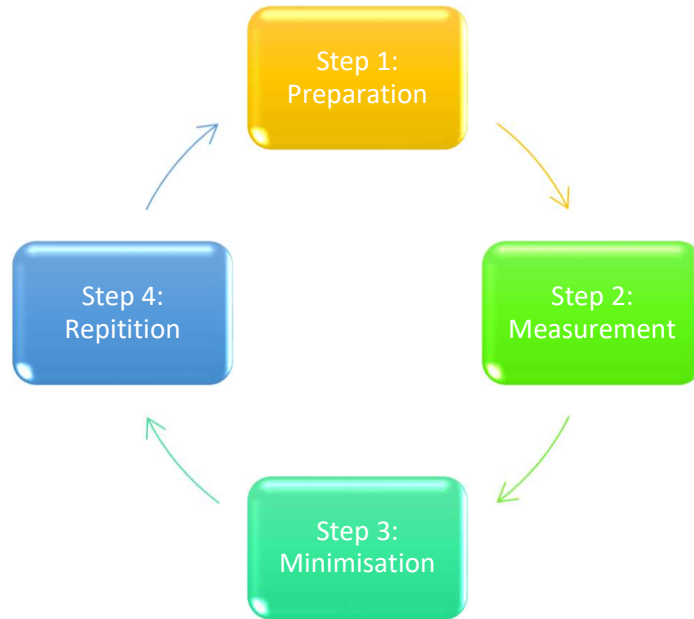 Step 1:
Preparation
Step 2:
Measurement
Step 3:
Minimisation
Step 4:
Repitition